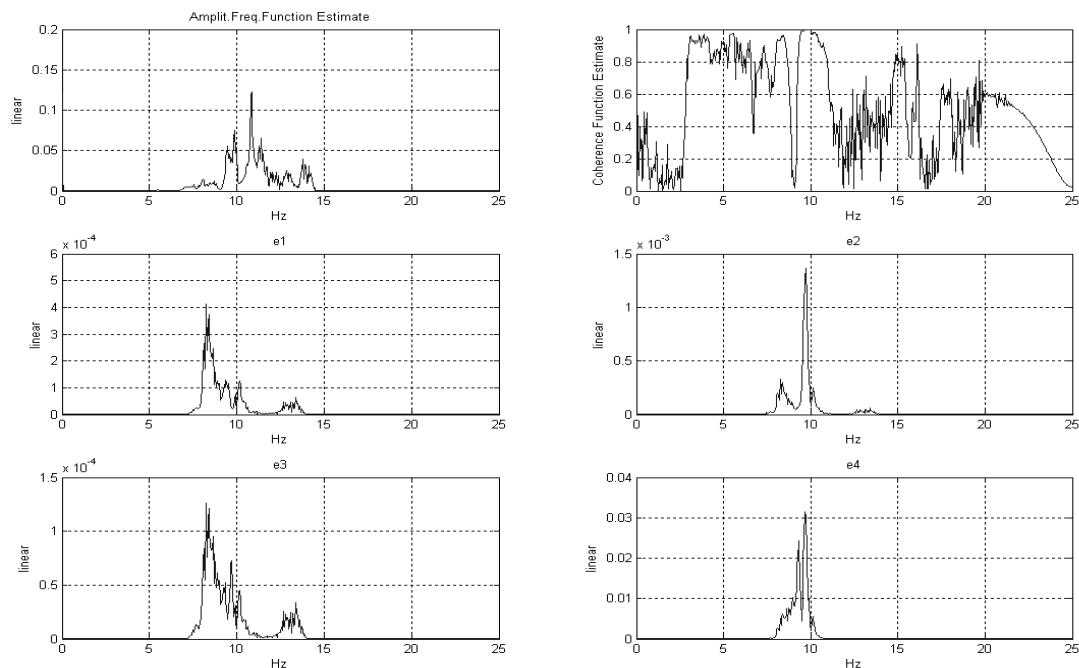 Amplit.Freq.Function Estimate
0.2
0.15
0.1
0.05
0
linear
0 5 10 15 20 25
Hz
1
0.8
0.6
0.4
0.2
0
Coherence Function Estimate
0 5 10 15 20 25
Hz
x 10-4
e1
6
5
4
3
2
1
0
linear
0 5 10 15 20 25
Hz
x 10-3
e2
1.5
1
0.5
0
linear
0 5 10 15 20 25
Hz
x 10-4
e3
1.5
1
0.5
0
linear
0 5 10 15 20 25
Hz
e4
0.04
0.03
0.02
0.01
0
linear
0 5 10 15 20 25
Hz